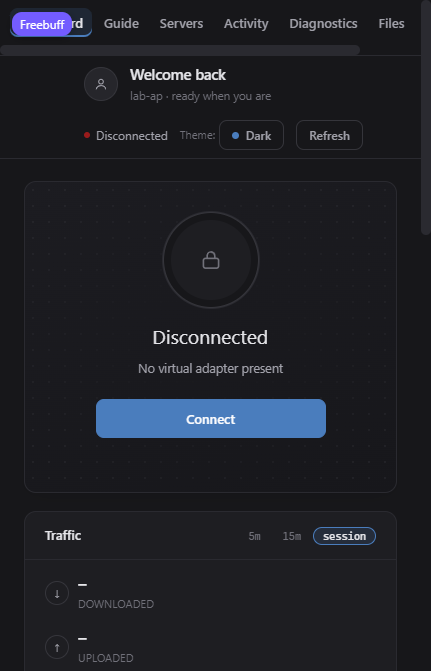 Freebuff
Guide
Servers
Activity
Diagnostics
Files
Welcome back
lab-ap · ready when you are
Disconnected
Theme:
Dark
Refresh
Disconnected
No virtual adapter present
Connect
Traffic
5m
15m
session
–
DOWNLOADED
–
UPLOADED